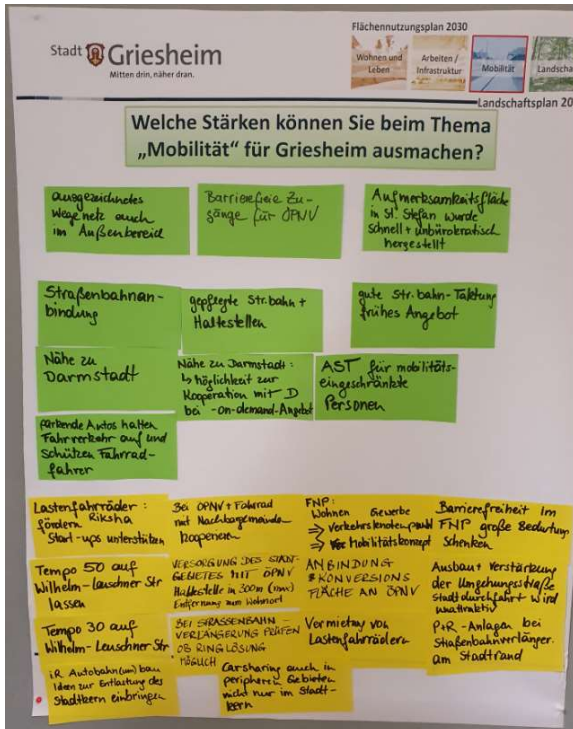 Flächennutzungsplan 2030
Stadt Griesheim
Mitten drin, näher dran.
Wohnen und
Leben
Arbeiten /
Infrastruktur
Mobilität
Landscha
Landschaftsplan 20
Welche Stärken können Sie beim Thema
„Mobilität“ für Griesheim ausmachen?
ausgezeichnetes
Wegenetz auch
im Außenbereich
Barrierefreie Zu-
gänge für ÖPNV
Aufmerksamkeitsfläche
in St. Stefan wurde
schnell + unbürokratisch
hergestellt
Straßenbahnan-
bindung
gepflegte Str.bahn +
Haltestellen
gute Str.bahn-Taktung
frühes Angebot
Nähe zu
Darmstadt
Nähe zu Darmstadt:
↳ Möglichkeit zur
Kooperation mit D
bei -on-demand-Angebot
AST für mobilitäts-
eingeschränkte
Personen
parkende Autos halten
Fahrverkehr auf und
schützen Fahrrad-
fahrer
Lastenfahrräder:
fördern Riksha
Start-ups unterstützen
Bei ÖPNV + Fahrrad
mit Nachbargemeinde
kooperieren
FNP:
Wohnen Gewerbe
⇒ Verkehrsknotenpunkt
⇒ Mobilitätskonzept
Barrierefreiheit im
FNP große Bedeutung
schenken
Tempo 50 auf
Wilhelm-Leuschner Str
lassen
VERSORGUNG DES STADT-
GEBIETES MIT ÖPNV
Haltestelle in 300m (max)
Entfernung zum Wohnort
ANBINDUNG
KONVERSIONS
FLÄCHE AN ÖPNV
Ausbau + Verstärkung
der Umgehungsstraße
Stadtdurchfahrt wird
unattraktiv
Tempo 30 auf
Wilhelm-Leuschner Str.
BEI STRASSENBAHN-
VERLÄNGERUNG PRÜFEN
OB RINGLÖSUNG
MÖGLICH
Vermietung von
Lastenfahrrädern
P+R-Anlagen bei
Straßenbahnverlänger.
am Stadtrand
iR Autobahn(um)bau
Ideen zur Entlastung des
Stadtkern einbringen
Carsharing auch in
peripheren Gebieten
nicht nur im Stadt-
kern